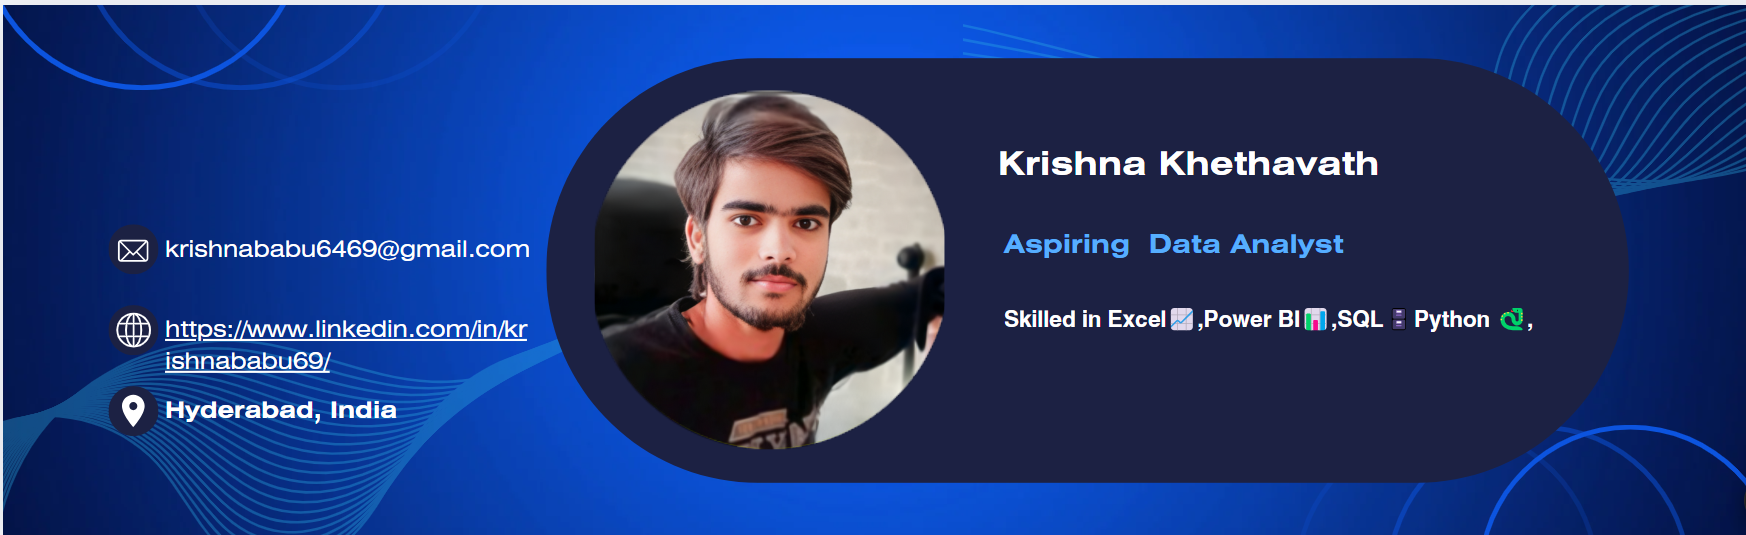 krishnababu6469@gmail.com
https://www.linkedin.com/in/kr
ishnababu69/
Hyderabad, India
Krishna Khethavath
Aspiring Data Analyst
Skilled in Excel📈,Power BI📊,SQL 🗄 Python ,